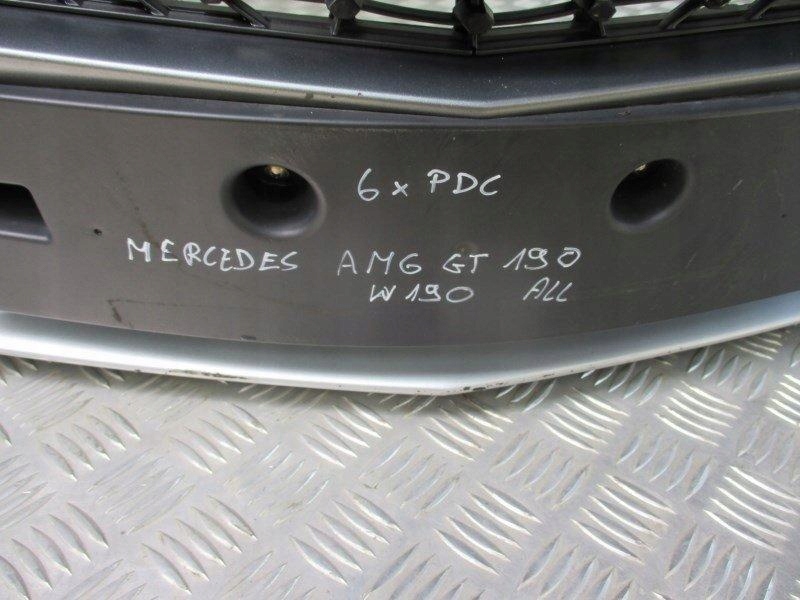 6 x PDC
MERCEDES AMG GT 190
W190 ALL